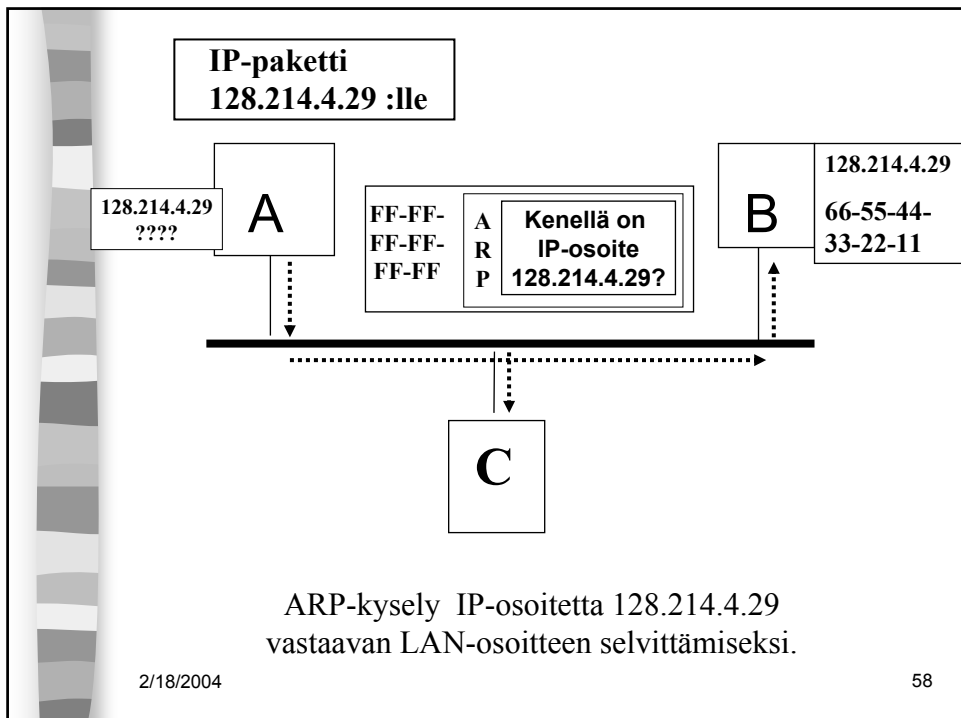 IP-paketti
128.214.4.29 :lle
128.214.4.29
????
A
FF-FF-
FF-FF-
FF-FF
A
R
P
Kenellä on
IP-osoite
128.214.4.29?
B
128.214.4.29
66-55-44-
33-22-11
C
ARP-kysely IP-osoitetta 128.214.4.29
vastaavan LAN-osoitteen selvittämiseksi.
2/18/2004
58